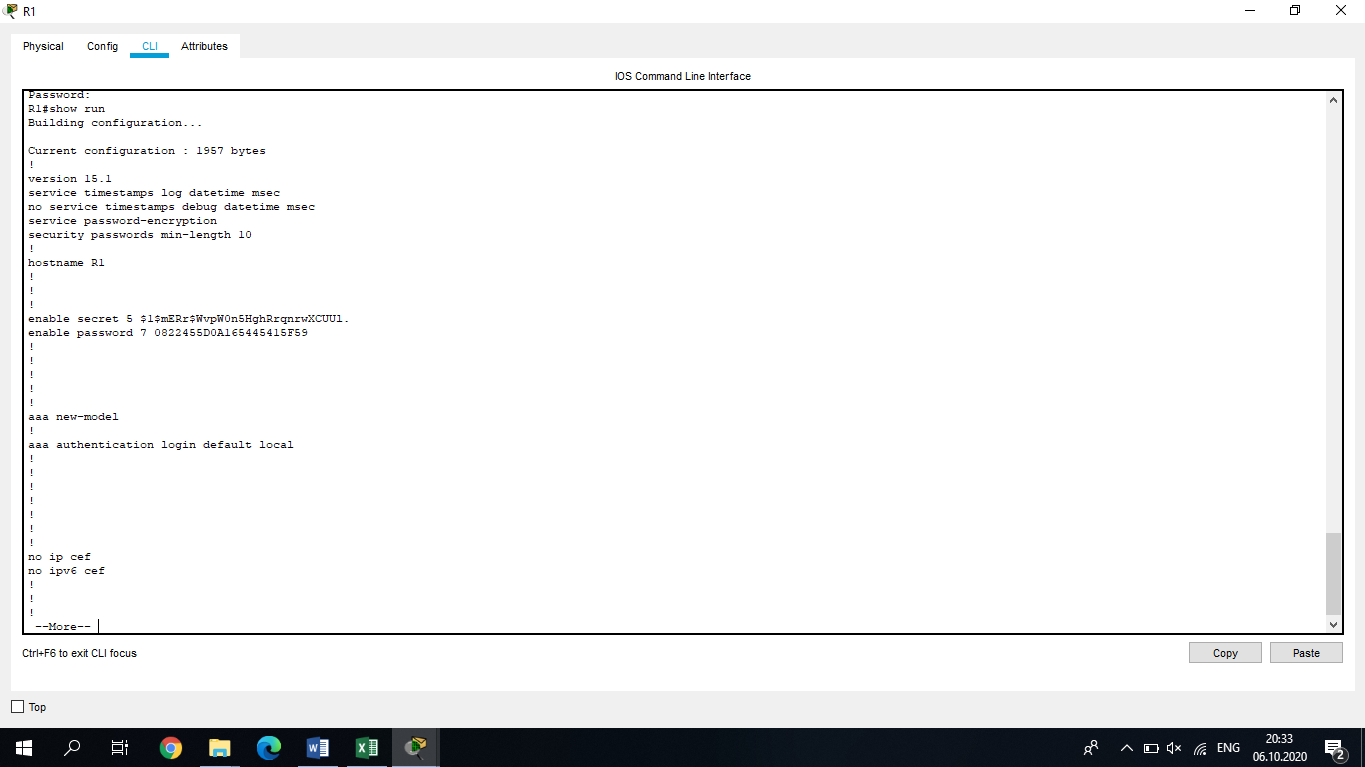 R1
Physical Config CLI Attributes
IOS Command Line Interface
Password:
R1#show run
Building configuration...
Current configuration : 1957 bytes
!
version 15.1
service timestamps log datetime msec
no service timestamps debug datetime msec
service password-encryption
security passwords min-length 10
!
hostname R1
!
!
!
enable secret 5 $1$mERr$WvpW0n5HghRrqnrwXCUUl.
enable password 7 0822455D0A165445415F59
!
!
!
!
!
aaa new-model
!
aaa authentication login default local
!
!
!
!
!
!
!
no ip cef
no ipv6 cef
!
!
!
--More--
Ctrl+F6 to exit CLI focus
Copy Paste
Top
ENG
20:33
06.10.2020
2